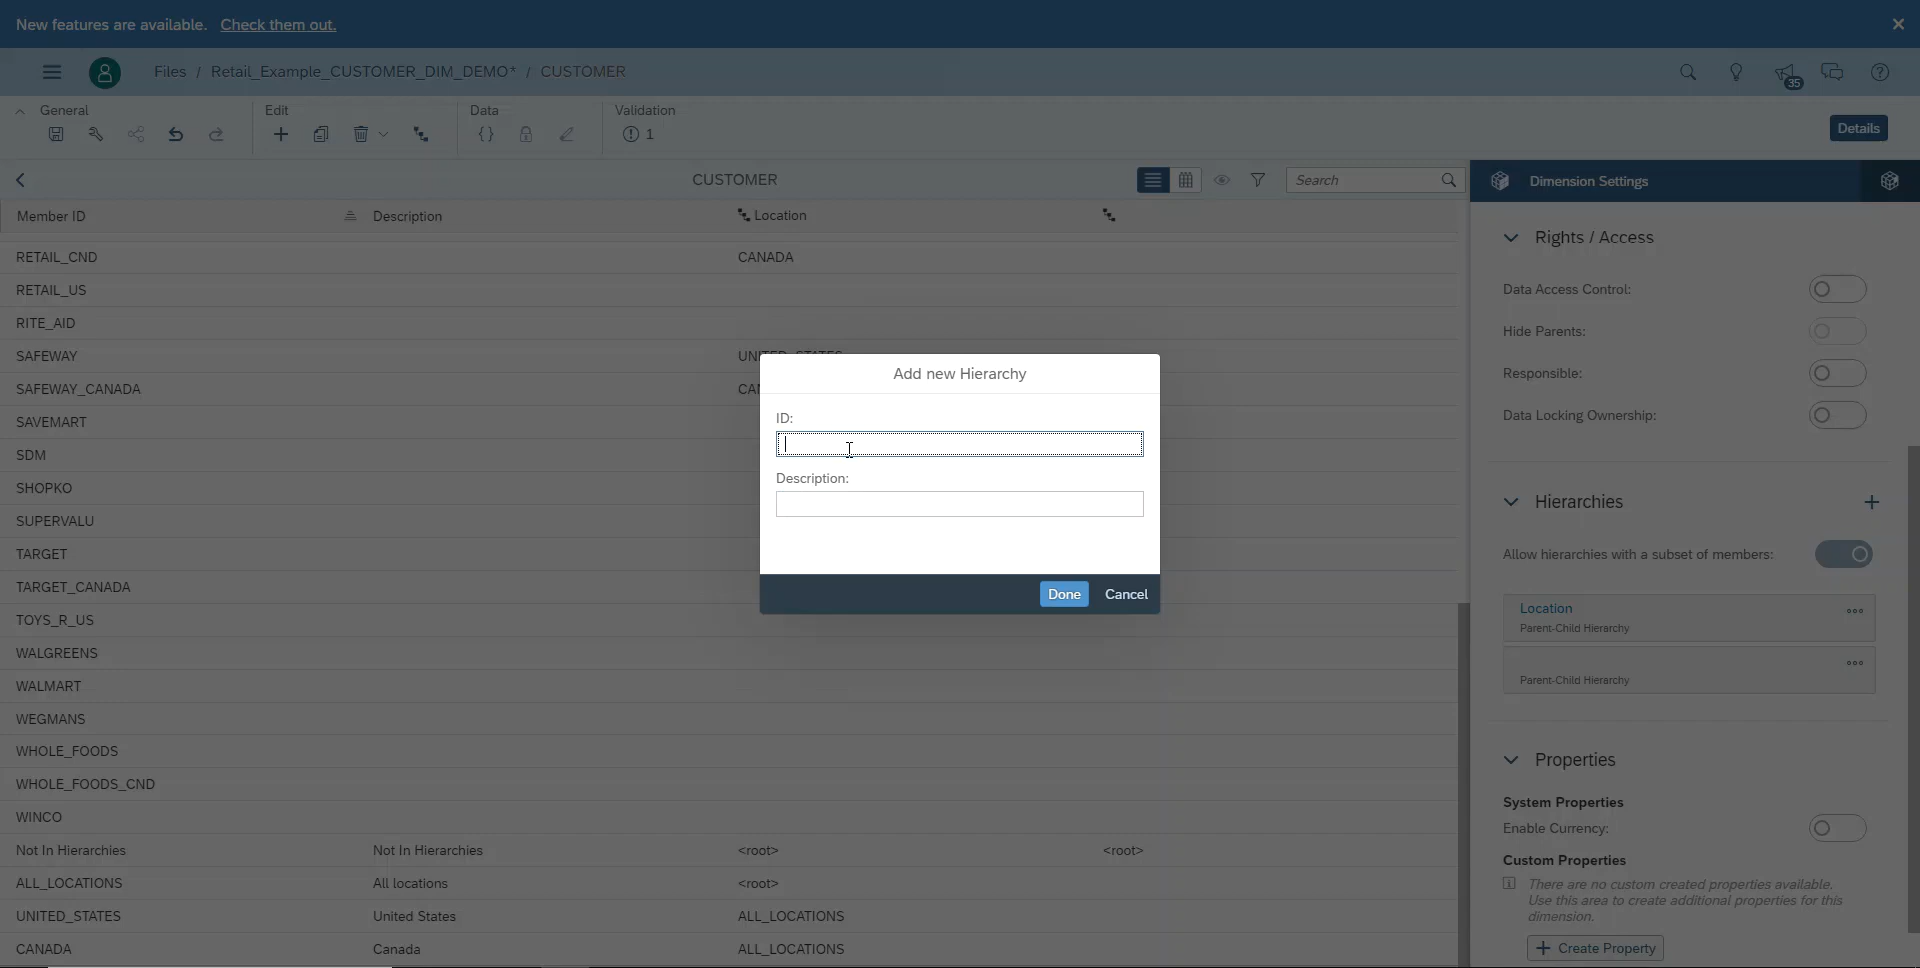 New features are available. Check them out.
Files / Retail_Example_CUSTOMER_DIM_DEMO* / CUSTOMER
35
General Edit Data Validation
{ } 1
Details
CUSTOMER
Search
Dimension Settings
Member ID Description Location
RETAIL_CND CANADA
RETAIL_US
RITE_AID
SAFEWAY
SAFEWAY_CANADA
SAVEMART
SDM
SHOPKO
SUPERVALU
TARGET
TARGET_CANADA
TOYS_R_US
WALGREENS
WALMART
WEGMANS
WHOLE_FOODS
WHOLE_FOODS_CND
WINCO
Not In Hierarchies Not In Hierarchies <root> <root>
ALL_LOCATIONS All locations <root>
UNITED_STATES United States ALL_LOCATIONS
CANADA Canada ALL_LOCATIONS
Add new Hierarchy
ID:
Description:
Done Cancel
Rights / Access
Data Access Control:
Hide Parents:
Responsible:
Data Locking Ownership:
Hierarchies
Allow hierarchies with a subset of members:
Location
Parent-Child Hierarchy
Parent-Child Hierarchy
Properties
System Properties
Enable Currency:
Custom Properties
There are no custom created properties available.
Use this area to create additional properties for this
dimension.
Create Property